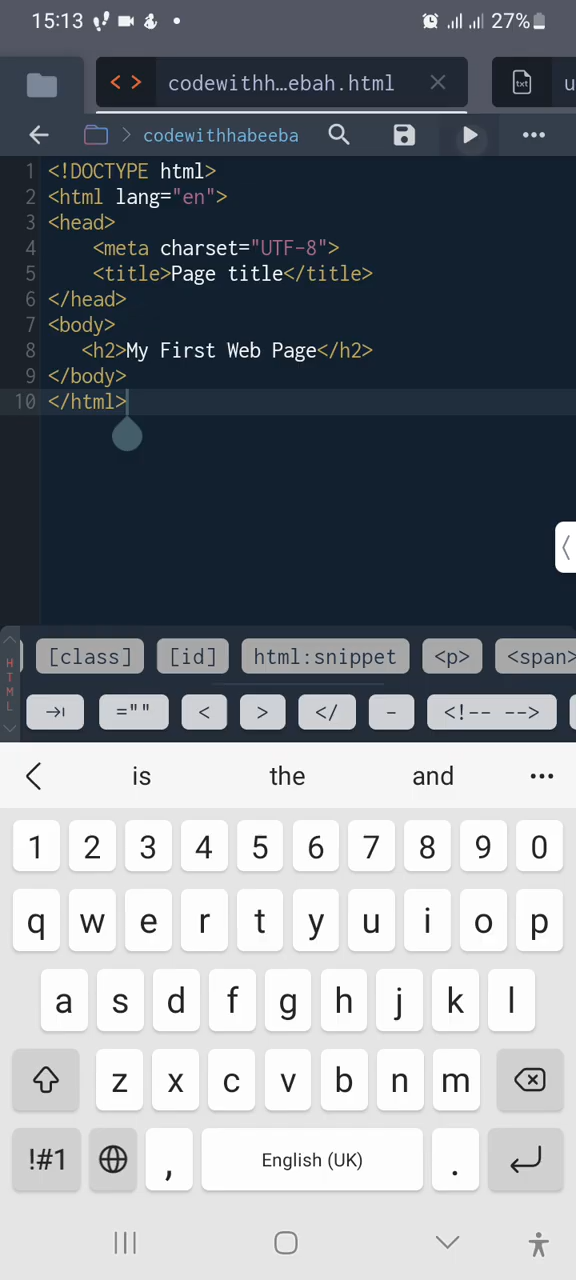 15:13 27%
< > codewithh...ebah.html txt u
> codewithhabeeba
1 <!DOCTYPE html>
2 <html lang="en">
3 <head>
4 <meta charset="UTF-8">
5 <title>Page title</title>
6 </head>
7 <body>
8 <h2>My First Web Page</h2>
9 </body>
10 </html>
HTML
[class] [id] html:snippet <p> <span>
="" < > </ - <!-- -->
is the and
1 2 3 4 5 6 7 8 9 0
q w e r t y u i o p
a s d f g h j k l
z x c v b n m
!#1 , English (UK) .